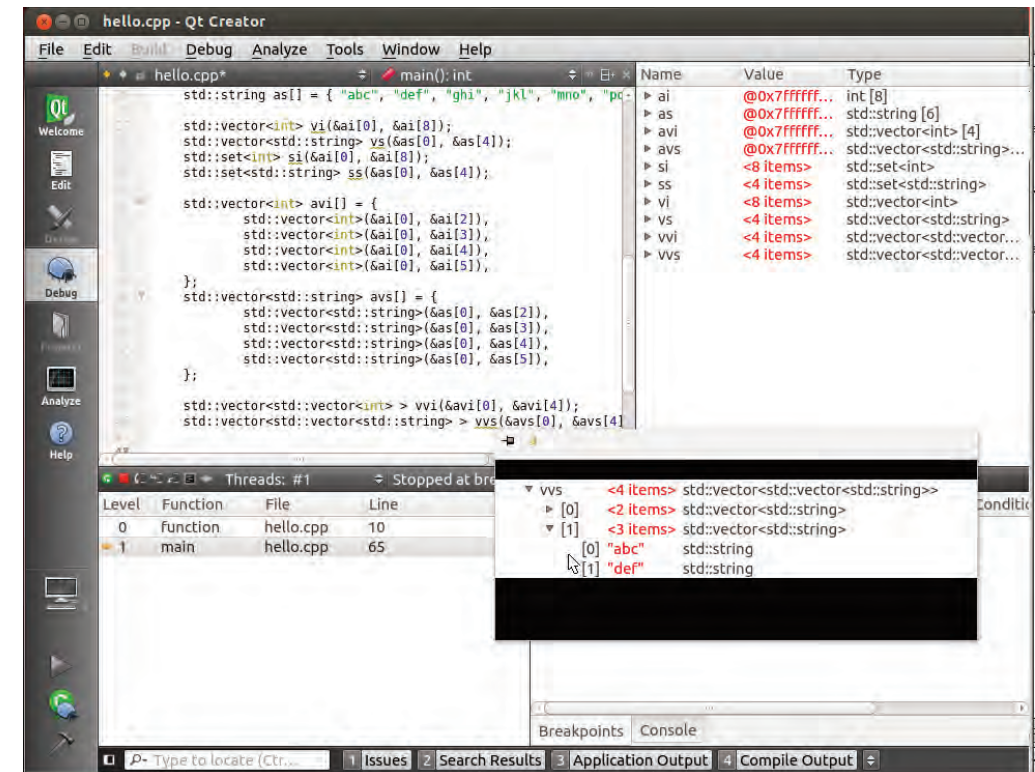 hello.cpp - Qt Creator
File Edit Build Debug Analyze Tools Window Help
hello.cpp* main(): int
std::string as[] = { "abc", "def", "ghi", "jkl", "mno", "pc
std::vector<int> vi(&ai[0], &ai[8]);
std::vector<std::string> vs(&as[0], &as[4]);
std::set<int> si(&ai[0], &ai[8]);
std::set<std::string> ss(&as[0], &as[4]);
std::vector<int> avi[] = {
std::vector<int>(&ai[0], &ai[2]),
std::vector<int>(&ai[0], &ai[3]),
std::vector<int>(&ai[0], &ai[4]),
std::vector<int>(&ai[0], &ai[5]),
};
std::vector<std::string> avs[] = {
std::vector<std::string>(&as[0], &as[2]),
std::vector<std::string>(&as[0], &as[3]),
std::vector<std::string>(&as[0], &as[4]),
std::vector<std::string>(&as[0], &as[5]),
};
std::vector<std::vector<int> > vvi(&avi[0], &avi[4]);
std::vector<std::vector<std::string> > vvs(&avs[0], &avs[4]
Qt
Welcome
Edit
Design
Debug
Projects
Analyze
Help
Name Value Type
ai @0x7ffffff... int [8]
as @0x7ffffff... std::string [6]
avi @0x7ffffff... std::vector<int> [4]
avs @0x7ffffff... std::vector<std::string>...
si <8 items> std::set<int>
ss <4 items> std::set<std::string>
vi <8 items> std::vector<int>
vs <4 items> std::vector<std::string>
vvi <4 items> std::vector<std::vector...
vvs <4 items> std::vector<std::vector...
Threads: #1 Stopped at bre
Level Function File Line
0 function hello.cpp 10
1 main hello.cpp 65
vvs <4 items> std::vector<std::vector<std::string>>
[0] <2 items> std::vector<std::string>
[1] <3 items> std::vector<std::string>
[0] "abc" std::string
[1] "def" std::string
Conditic
Breakpoints Console
Type to locate (Ctr... 1 Issues 2 Search Results 3 Application Output 4 Compile Output